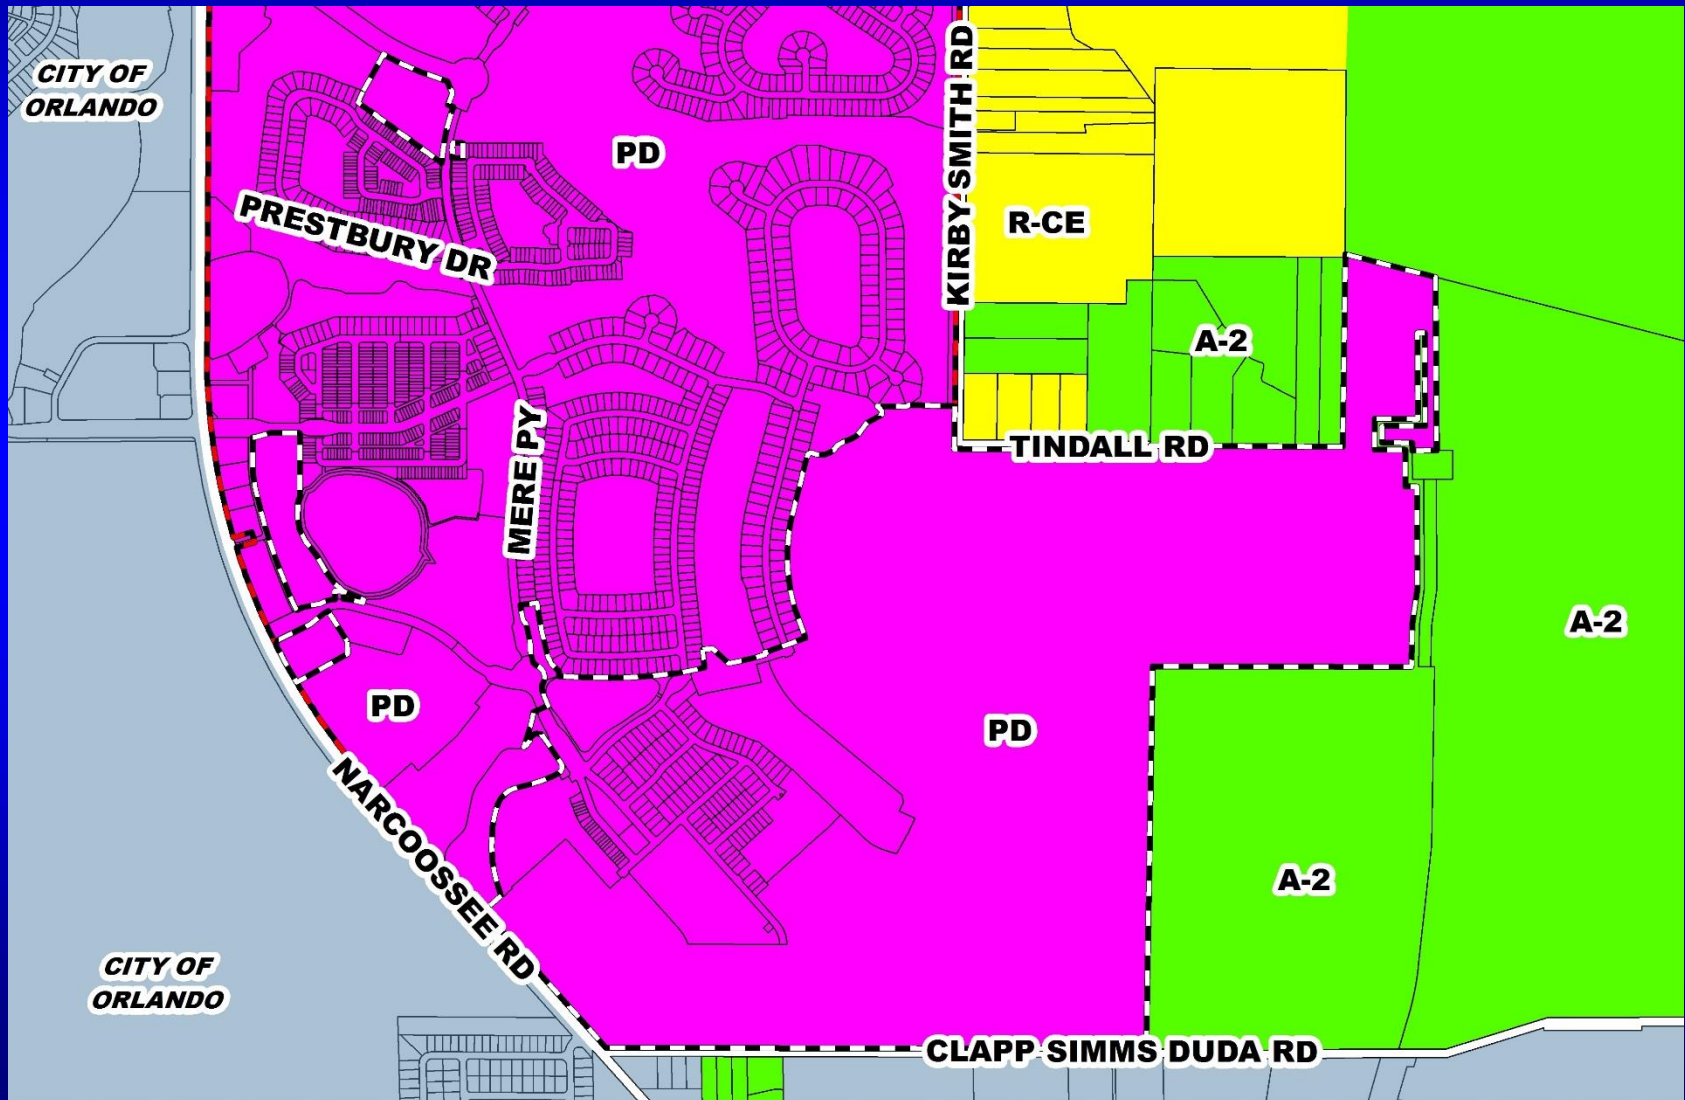 CITY OF
ORLANDO
KIRBY-SMITH RD
PD
PRESTBURY DR
R-CE
A-2
MERE PY
TINDALL RD
A-2
PD
PD
NARCOOSSEE RD
A-2
CITY OF
ORLANDO
CLAPP SIMMS DUDA RD